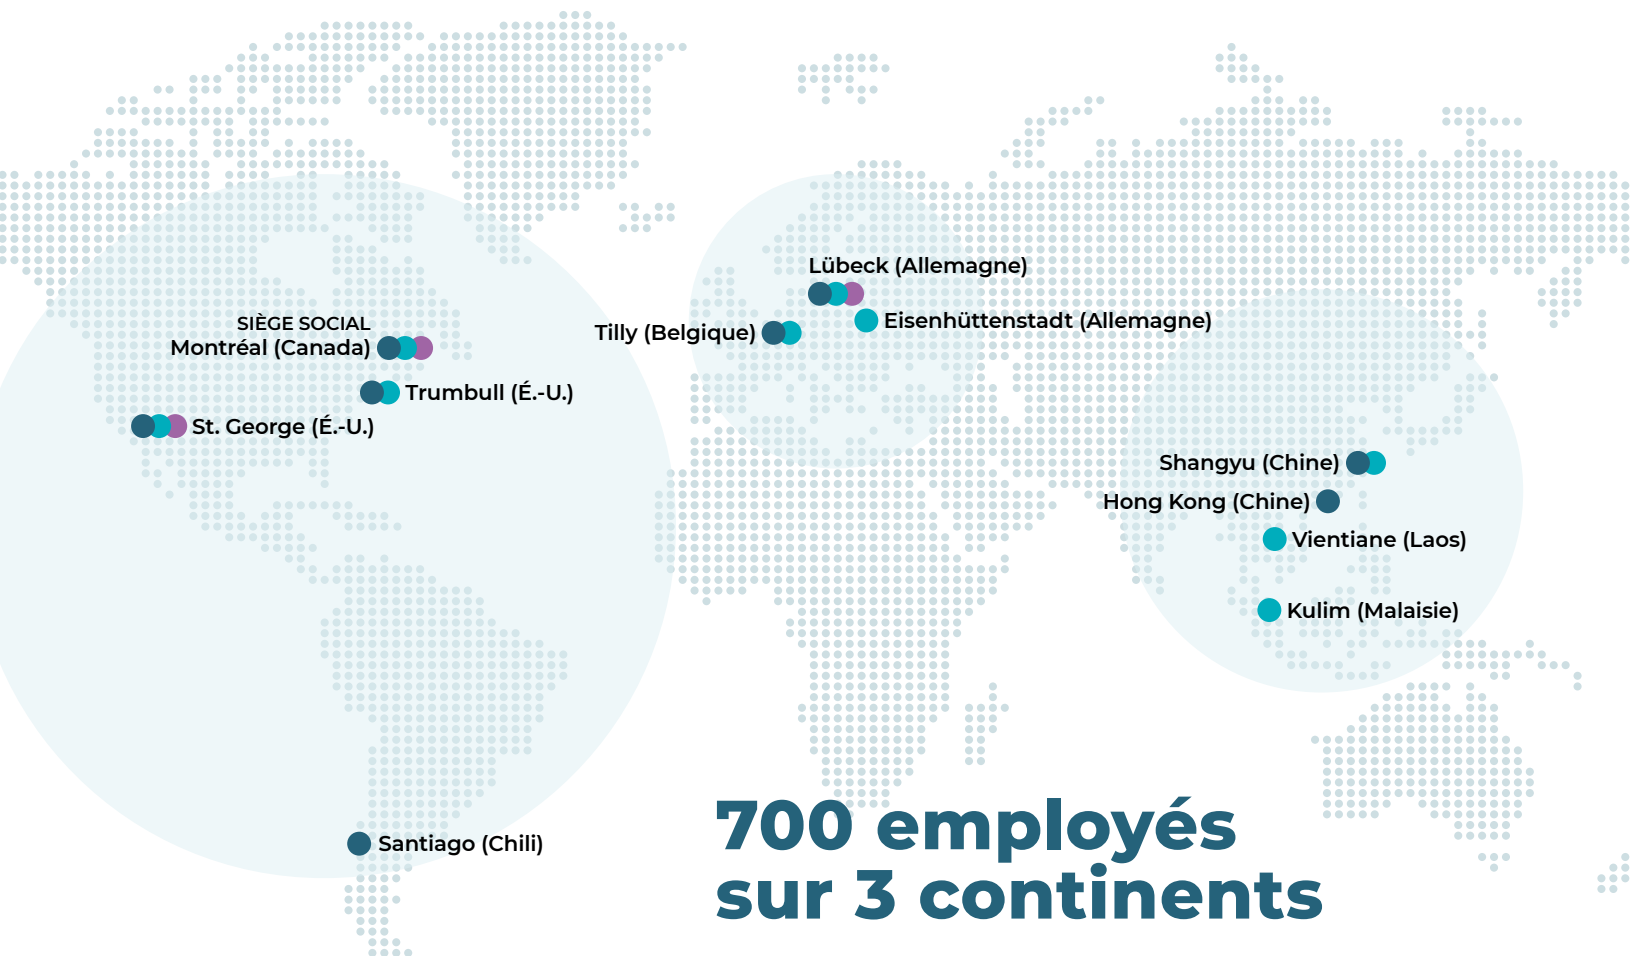 Lübeck (Allemagne)
Eisenhüttenstadt (Allemagne)
Tilly (Belgique)
SIÈGE SOCIAL
Montréal (Canada)
Trumbull (É.-U.)
St. George (É.-U.)
Shangyu (Chine)
Hong Kong (Chine)
Vientiane (Laos)
Kulim (Malaisie)
Santiago (Chili)
700 employés
sur 3 continents